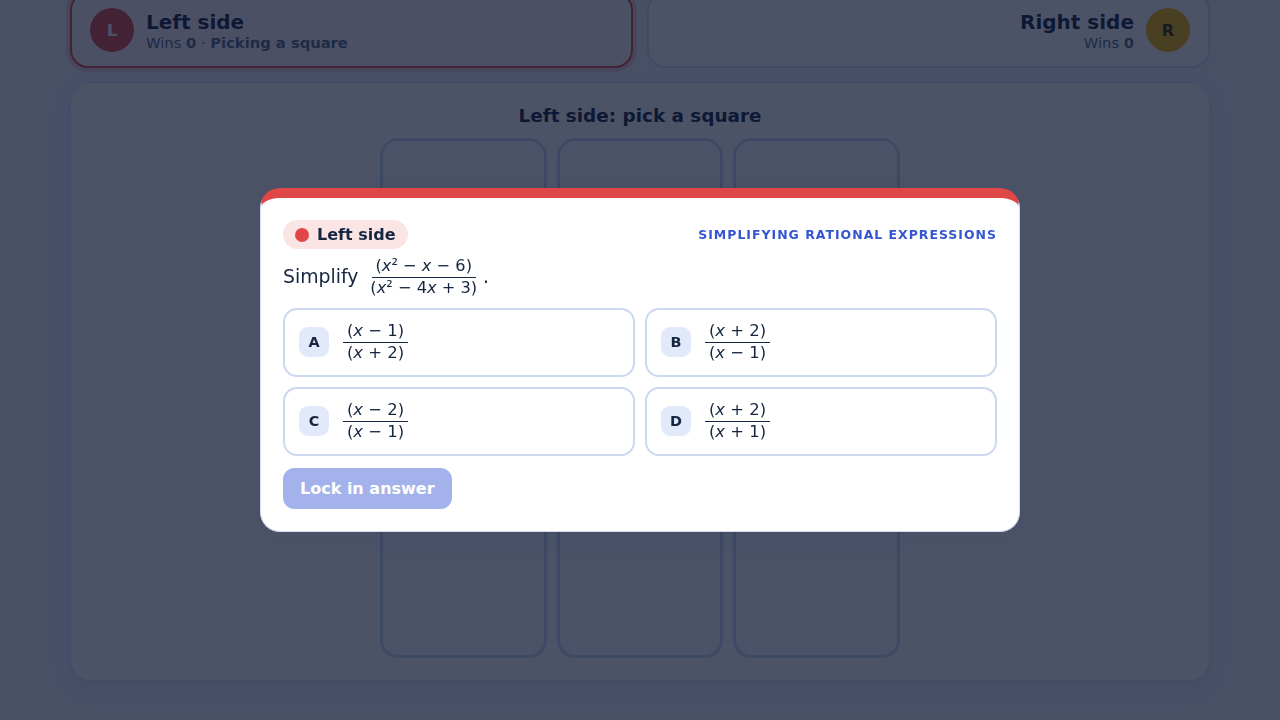 L
Left side
Wins 0 · Picking a square
Right side
Wins 0
R
Left side: pick a square
Left side
SIMPLIFYING RATIONAL EXPRESSIONS
Simplify (x² − x − 6) / (x² − 4x + 3) .
A (x − 1) / (x + 2)
B (x + 2) / (x − 1)
C (x − 2) / (x − 1)
D (x + 2) / (x + 1)
Lock in answer